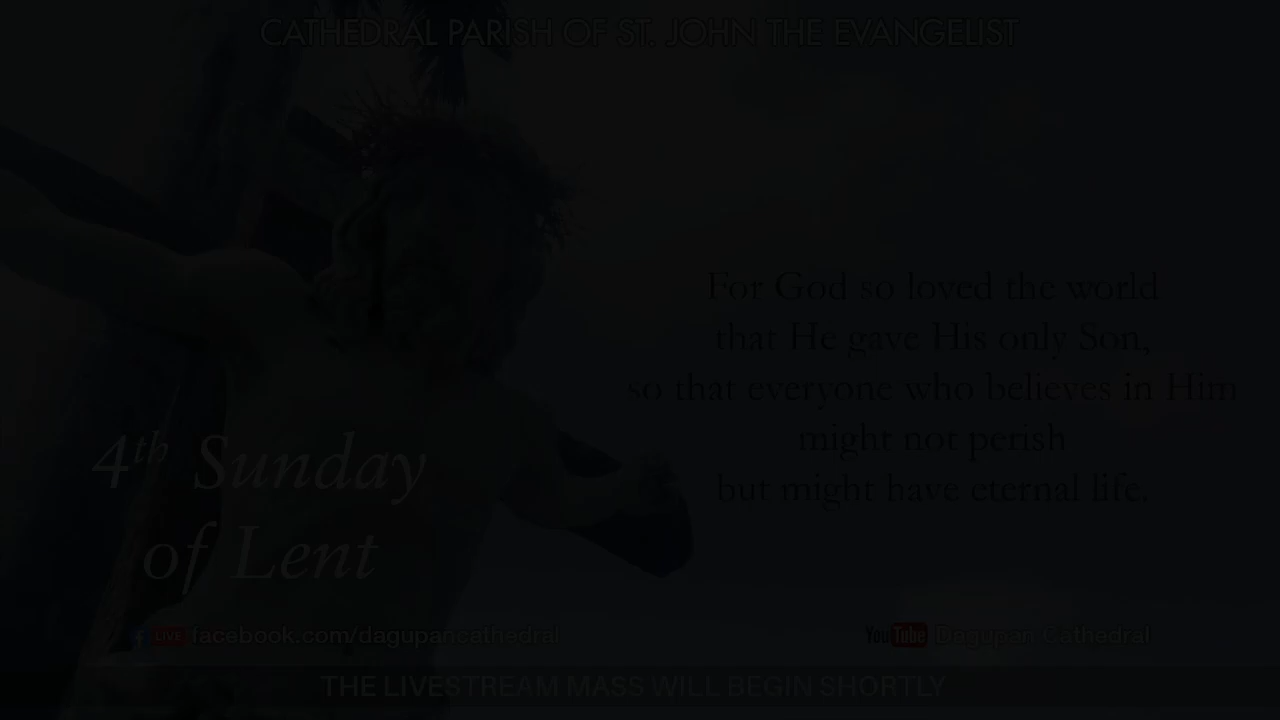 CATHEDRAL PARISH OF ST. JOHN THE EVANGELIST
For God so loved the world
that He gave His only Son,
so that everyone who believes in Him
might not perish
but might have eternal life.
4th Sunday
of Lent
f LIVE facebook.com/dagupancathedral
YouTube Dagupan Cathedral
THE LIVESTREAM MASS WILL BEGIN SHORTLY